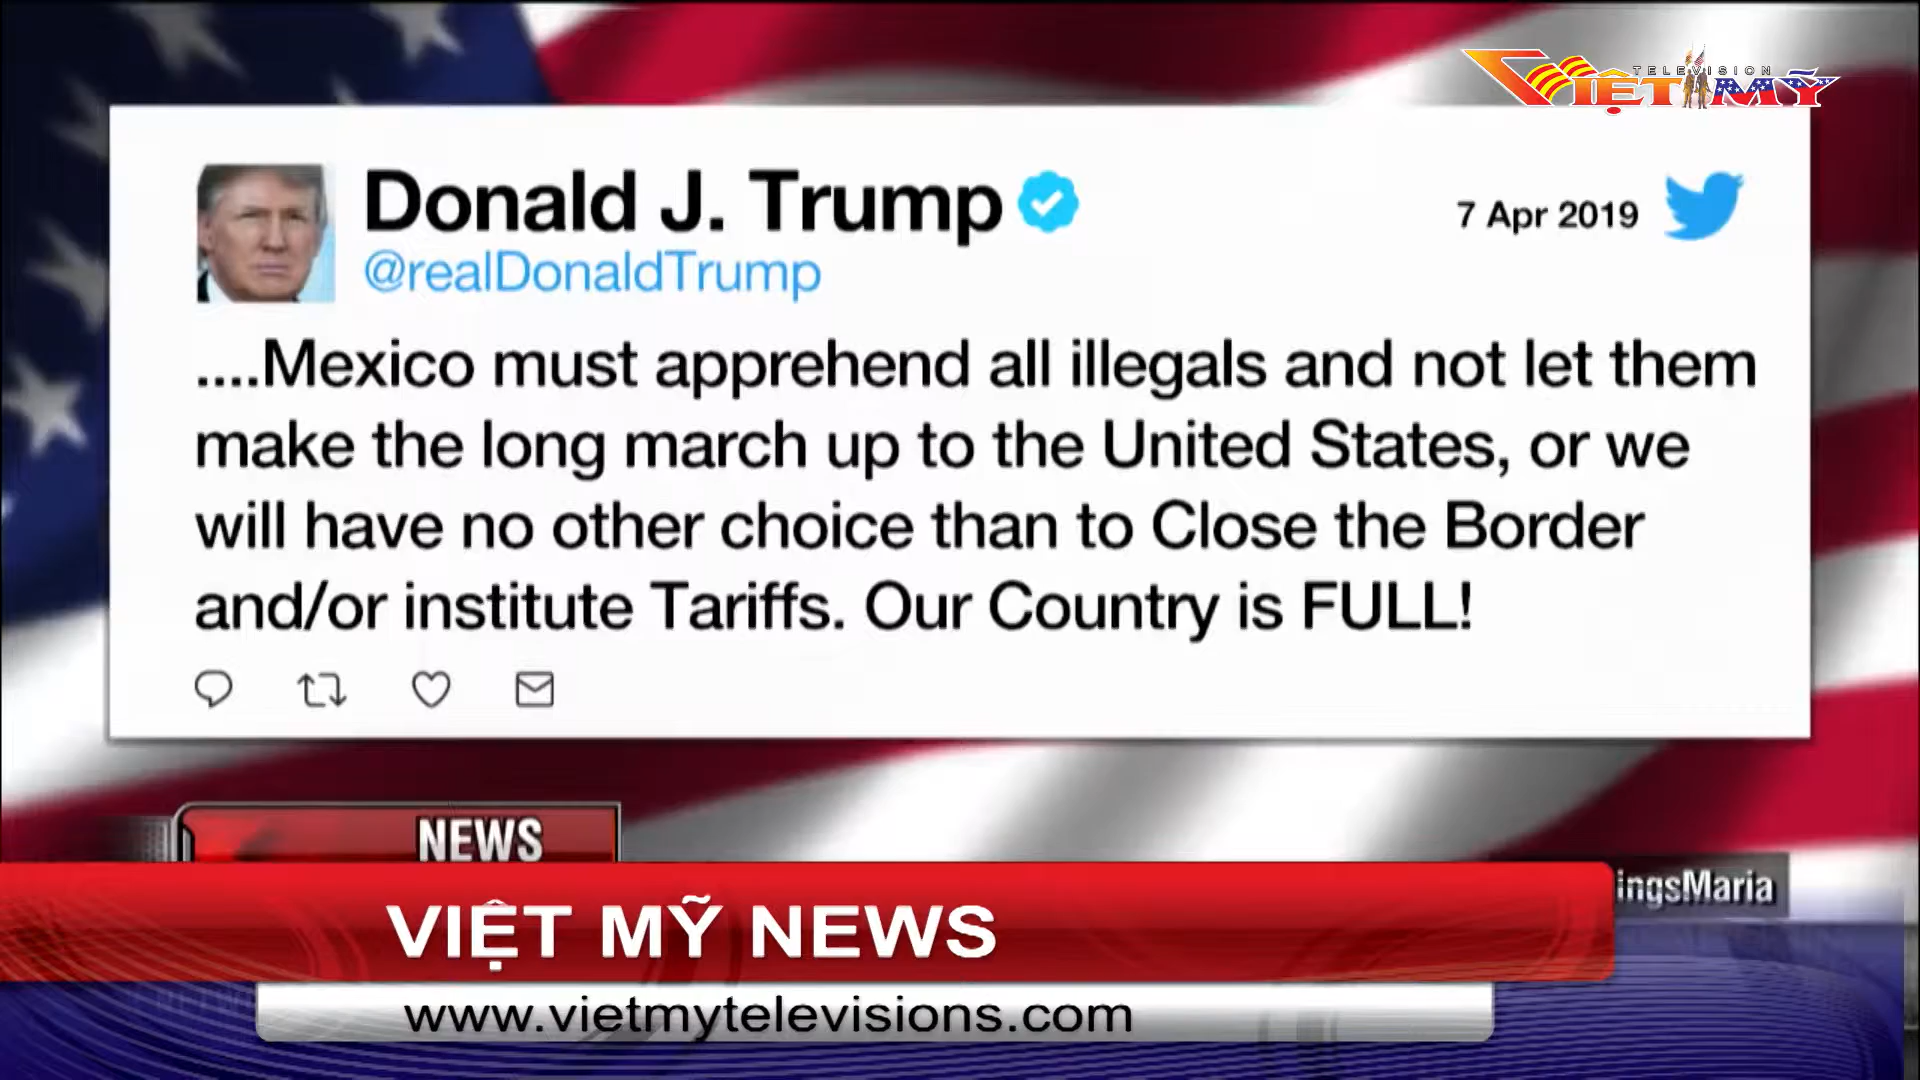 TELEVISION
VIỆT MỸ
Donald J. Trump
7 Apr 2019
@realDonaldTrump
....Mexico must apprehend all illegals and not let them
make the long march up to the United States, or we
will have no other choice than to Close the Border
and/or institute Tariffs. Our Country is FULL!
NEWS
ingsMaria
VIỆT MỸ NEWS
www.vietmytelevisions.com